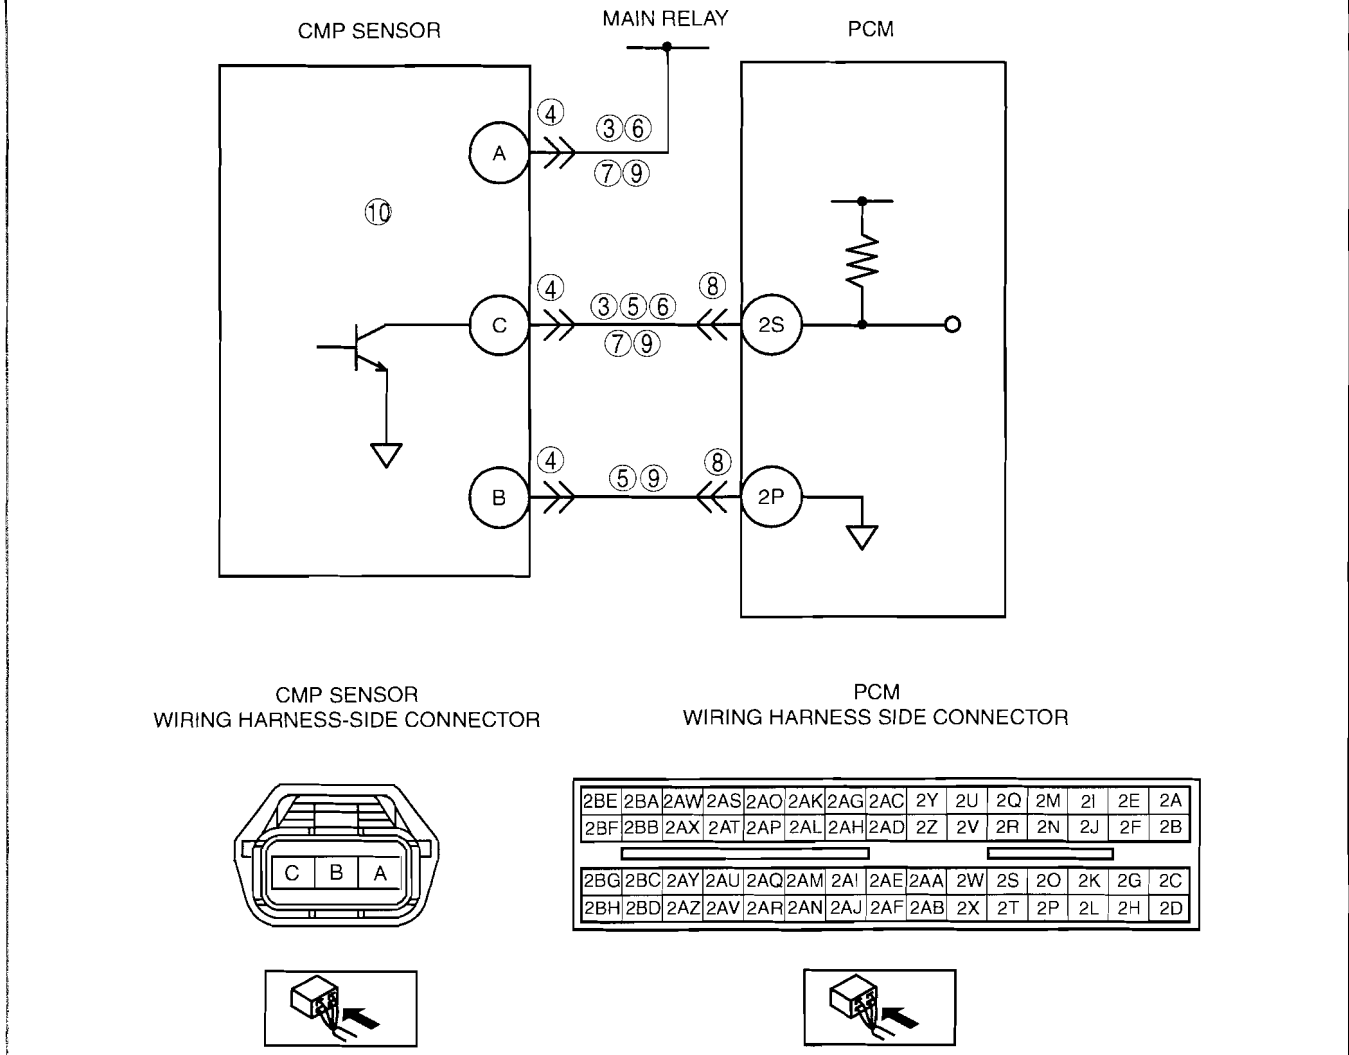 CMP SENSOR
MAIN RELAY
PCM
④
③⑥
A
⑦⑨
⑩
④
③⑤⑥
⑧
C
2S
⑦⑨
④
⑤⑨
⑧
B
2P
CMP SENSOR
WIRING HARNESS-SIDE CONNECTOR
C B A
PCM
WIRING HARNESS SIDE CONNECTOR
2BE 2BA 2AW 2AS 2AO 2AK 2AG 2AC 2Y 2U 2Q 2M 2I 2E 2A
2BF 2BB 2AX 2AT 2AP 2AL 2AH 2AD 2Z 2V 2R 2N 2J 2F 2B
2BG 2BC 2AY 2AU 2AQ 2AM 2AI 2AE 2AA 2W 2S 2O 2K 2G 2C
2BH 2BD 2AZ 2AV 2AR 2AN 2AJ 2AF 2AB 2X 2T 2P 2L 2H 2D